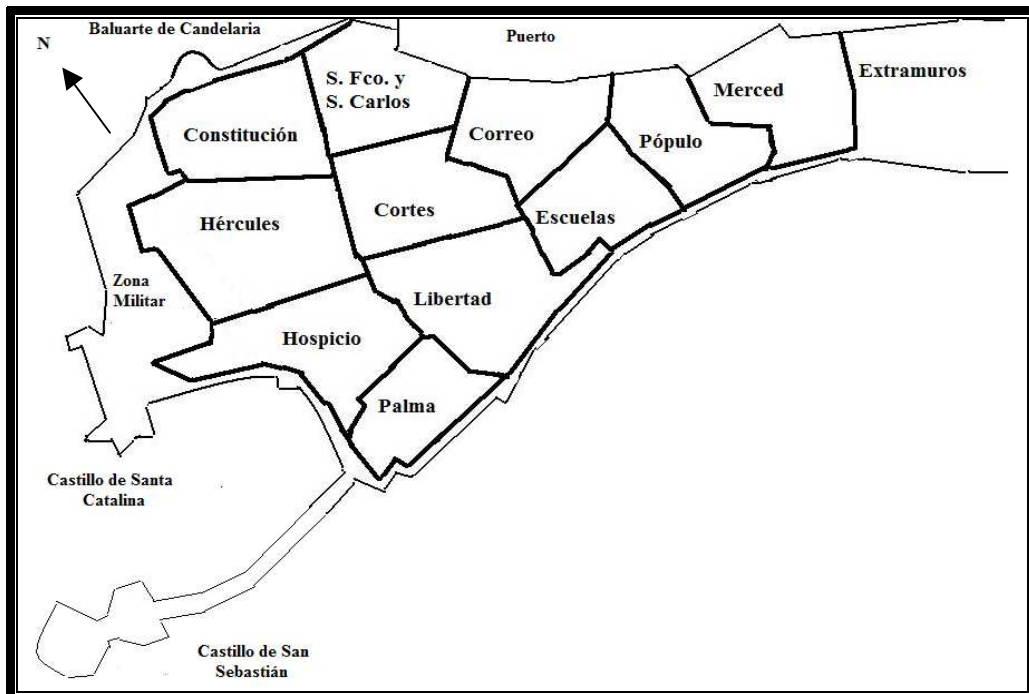 Baluarte de Candelaria
Puerto
N
Extramuros
S. Fco. y
S. Carlos
Merced
Constitución
Correo
Pópulo
Cortes
Escuelas
Hércules
Zona
Militar
Libertad
Hospicio
Palma
Castillo de Santa
Catalina
Castillo de San
Sebastián